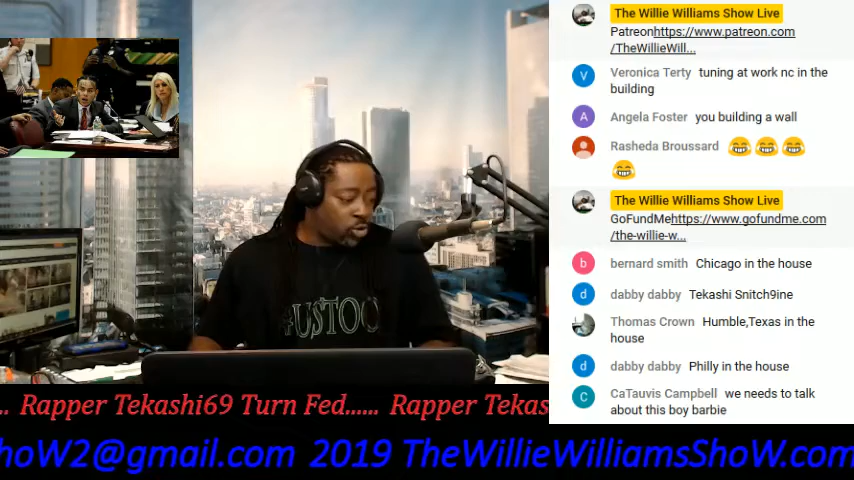 The Willie Williams Show Live
Patreonhttps://www.patreon.com
/TheWillieWill...
Veronica Terty tuning at work nc in the
building
Angela Foster you building a wall
Rasheda Broussard 😂😂😂
😂
The Willie Williams Show Live
GoFundMehttps://www.gofundme.com
/the-willie-w...
bernard smith Chicago in the house
dabby dabby Tekashi Snitch9ine
Thomas Crown Humble,Texas in the
house
dabby dabby Philly in the house
CaTauvis Campbell we needs to talk
about this boy barbie
V
A
b
d
d
C
.. Rapper Tekashi69 Turn Fed...... Rapper Tekas
hoW2@gmail.com 2019 TheWillieWilliamsShoW.com